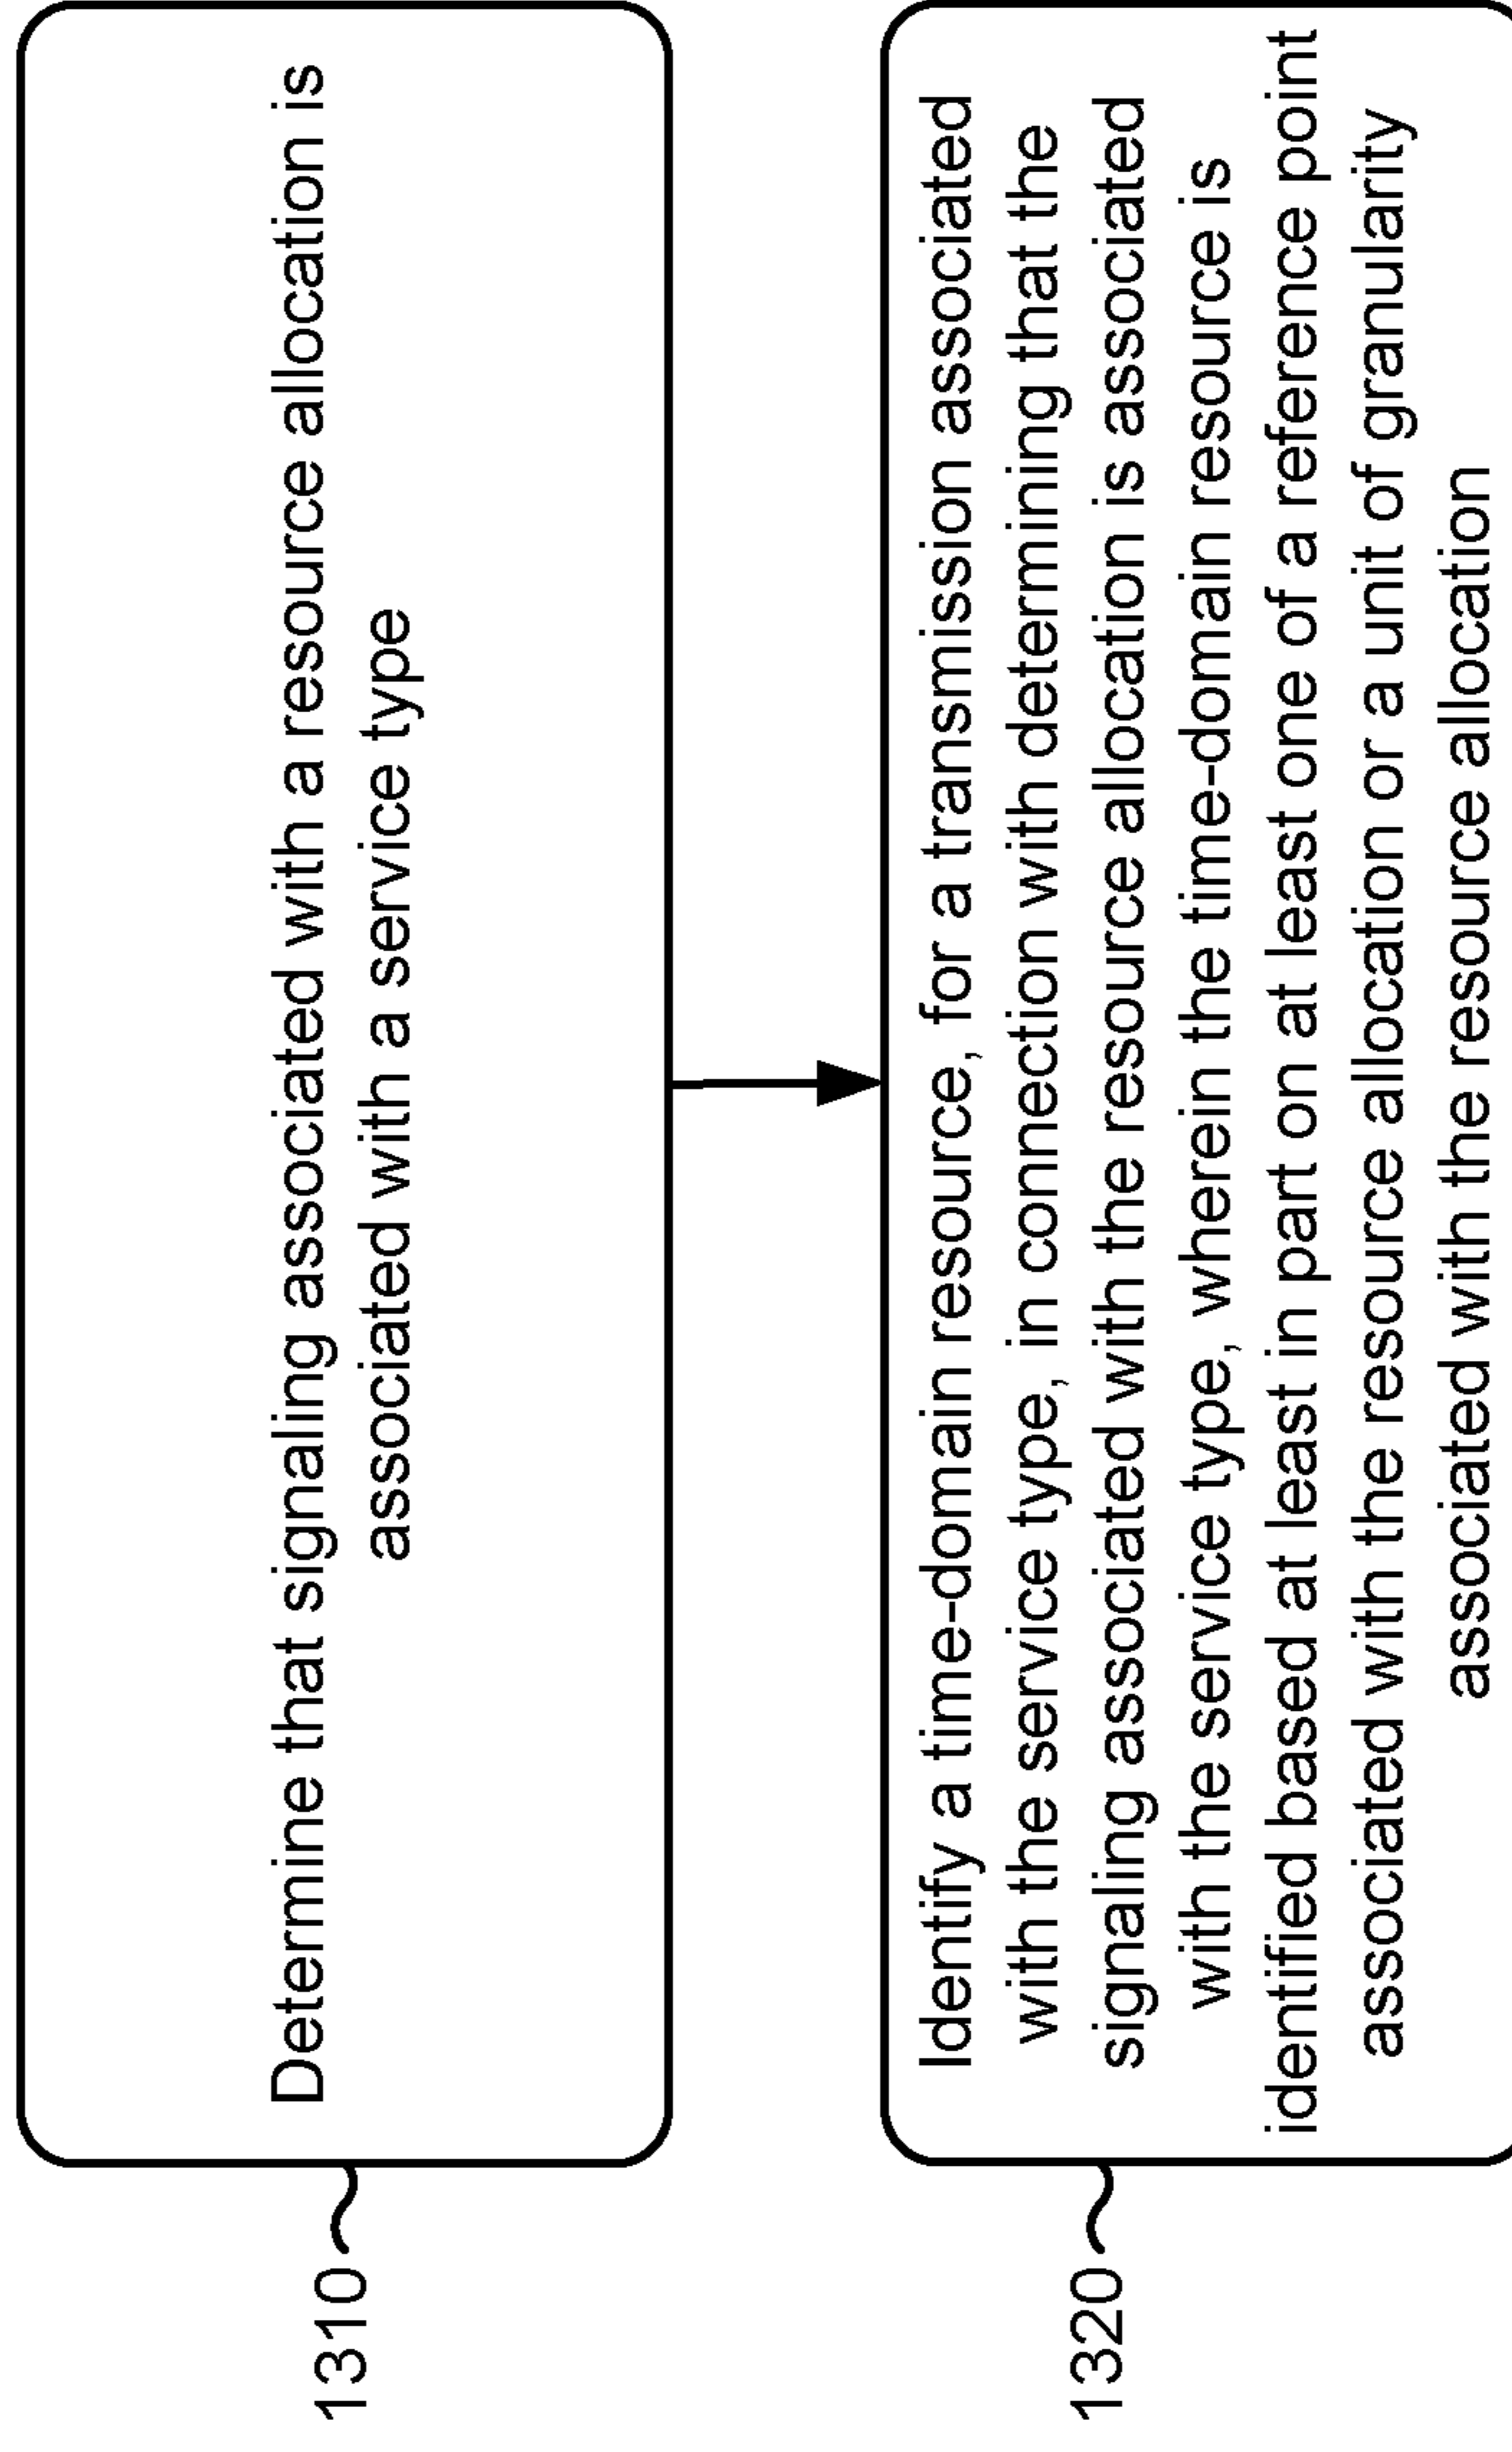 1310
Determine that signaling associated with a resource allocation is
associated with a service type
1320
Identify a time-domain resource, for a transmission associated
with the service type, in connection with determining that the
signaling associated with the resource allocation is associated
with the service type, wherein the time-domain resource is
identified based at least in part on at least one of a reference point
associated with the resource allocation or a unit of granularity
associated with the resource allocation